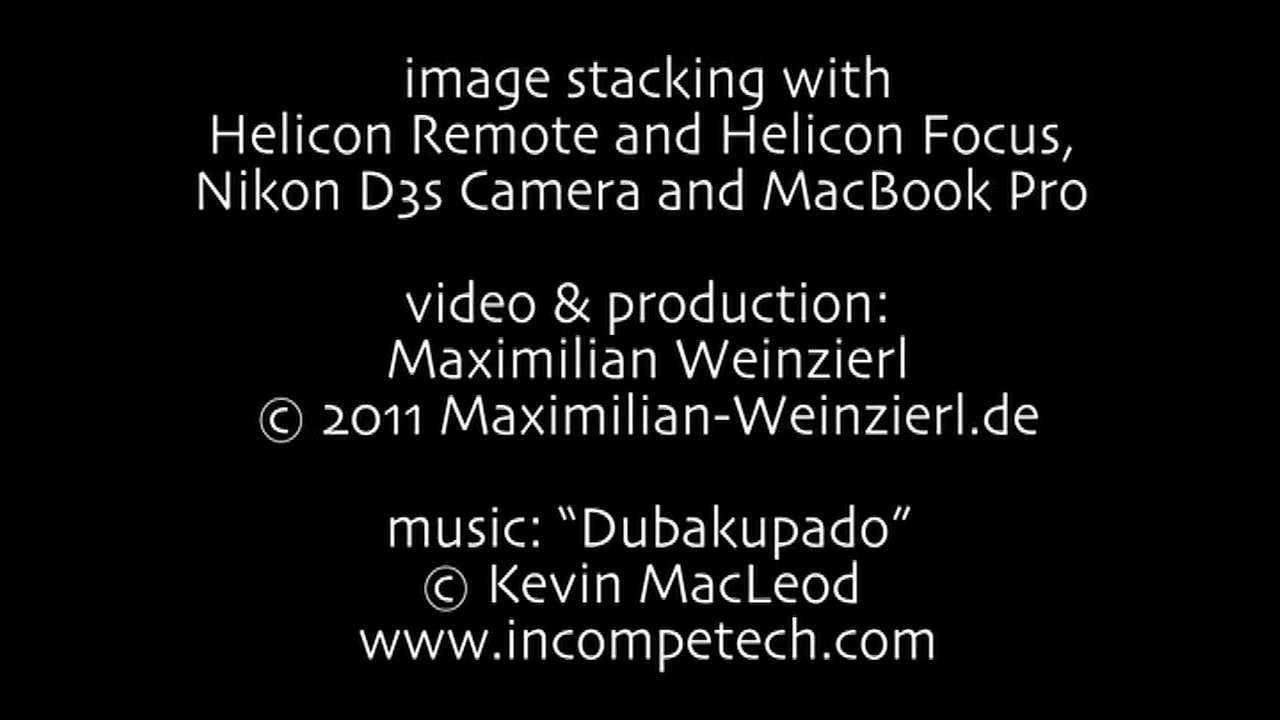 image stacking with
Helicon Remote and Helicon Focus,
Nikon D3s Camera and MacBook Pro
video & production:
Maximilian Weinzierl
© 2011 Maximilian-Weinzierl.de
music: “Dubakupado”
© Kevin MacLeod
www.incompetech.com